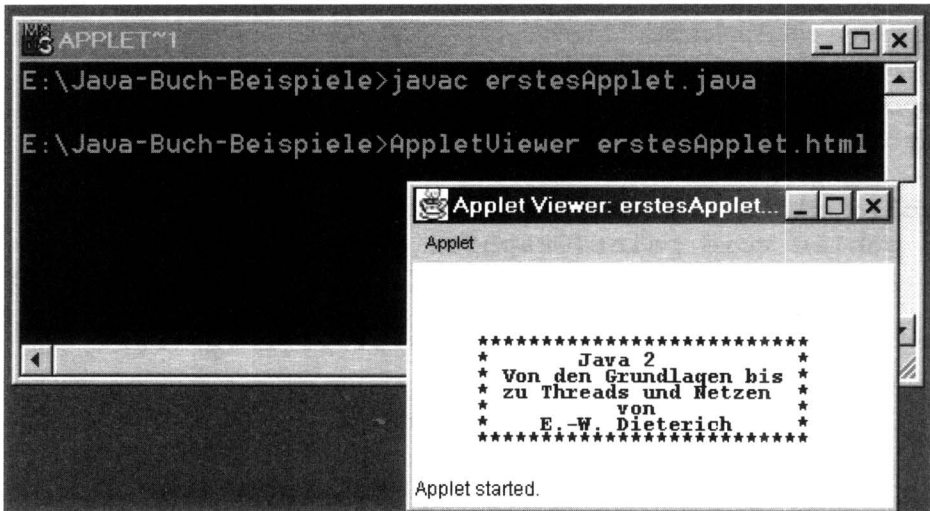 APPLET~1
E:\Java-Buch-Beispiele>javac erstesApplet.java
E:\Java-Buch-Beispiele>AppletViewer erstesApplet.html
Applet Viewer: erstesApplet...
Applet
***************************
* Java 2 *
* Von den Grundlagen bis *
* zu Threads und Netzen *
* von *
* E.-W. Dieterich *
***************************
Applet started.